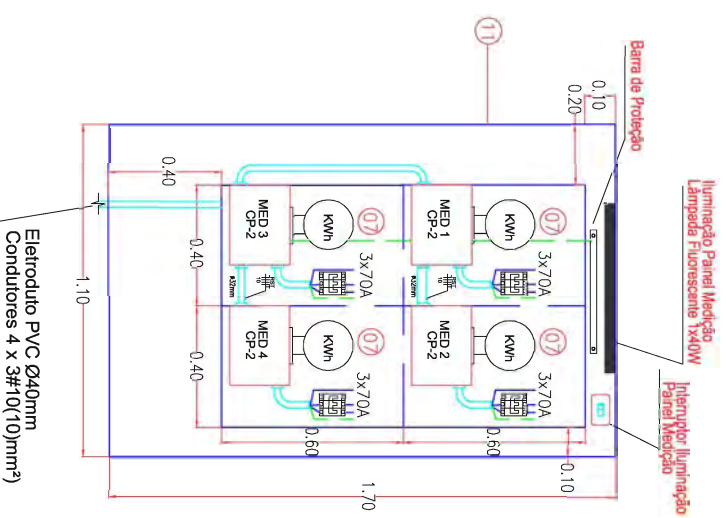 Iluminação Painel Medição
Lâmpada Fluorescente 1x40W
Interruptor Iluminação
Painel Medição
Barra de Proteção
11
0.10
0.20
0.10
07
KWh
MED 1
CP-2
3x70A
ø32mm
07
KWh
MED 2
CP-2
3x70A
0.60
07
KWh
MED 3
CP-2
3x70A
ø32mm
07
KWh
MED 4
CP-2
3x70A
0.60
0.40
0.40
0.40
1.10
1.70
Eletroduto PVC Ø40mm
Condutores 4 x 3#10(10)mm²)